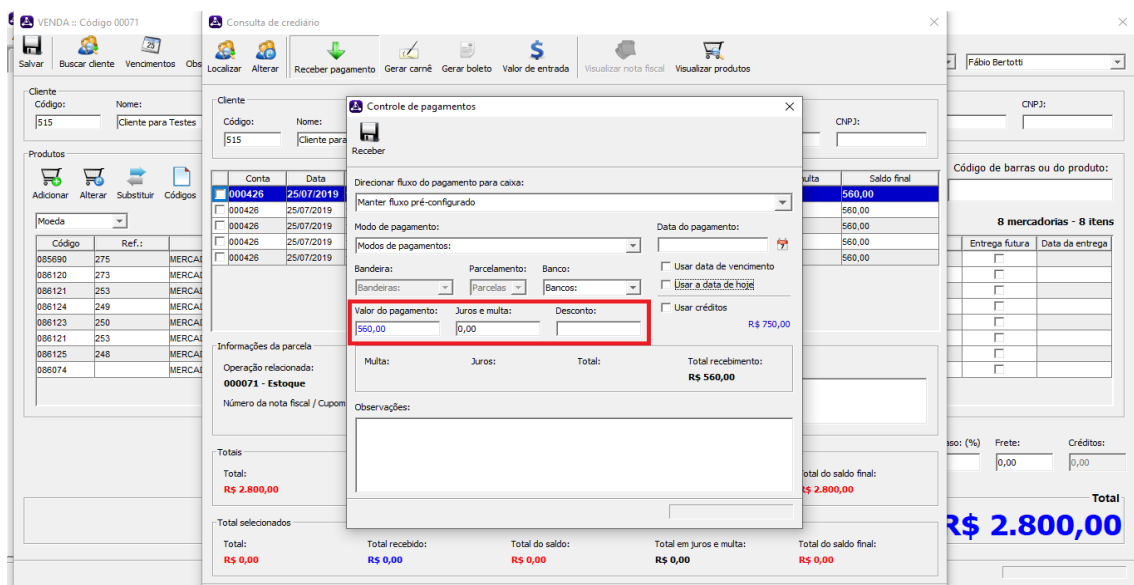 VENDA :: Código 00071
Salvar Buscar cliente Vencimentos Obs
Cliente
Código: Nome:
515 Cliente para Testes
Produtos
Adicionar Alterar Substituir Códigos
Moeda
Código Ref.:
085690 275 MERCAI
086120 273 MERCAI
086121 253 MERCAI
086124 249 MERCAI
086123 250 MERCAI
086121 253 MERCAI
086125 248 MERCAI
086074 MERCAI
Consulta de crediário
Localizar Alterar Receber pagamento Gerar carnê Gerar boleto Valor de entrada Visualizar nota fiscal Visualizar produtos
Cliente
Código: Nome: CNPJ:
515 Cliente para
Conta Data ulta Saldo final
000426 25/07/2019 560,00
000426 25/07/2019 560,00
000426 25/07/2019 560,00
000426 25/07/2019 560,00
000426 25/07/2019 560,00
Informações da parcela
Operação relacionada:
000071 - Estoque
Número da nota fiscal / Cupom
Totais
Total: otal do saldo final:
R$ 2.800,00 R$ 2.800,00
Total selecionados
Total: Total recebido: Total do saldo: Total em juros e multa: Total do saldo final:
R$ 0,00 R$ 0,00 R$ 0,00 R$ 0,00 R$ 0,00
Controle de pagamentos
Receber
Direcionar fluxo do pagamento para caixa:
Manter fluxo pré-configurado
Modo de pagamento: Data do pagamento:
Modos de pagamentos:
Usar data de vencimento
Bandeira: Parcelamento: Banco:
Bandeiras: Parcelas Bancos: Usar a data de hoje
Valor do pagamento: Juros e multa: Desconto: Usar créditos
560,00 0,00 R$ 750,00
Multa: Juros: Total: Total recebimento:
R$ 560,00
Observações:
Fábio Bertotti
CNPJ:
Código de barras ou do produto:
8 mercadorias - 8 itens
Entrega futura Data da entrega
aso: (%) Frete: Créditos:
0,00 0,00
Total
R$ 2.800,00